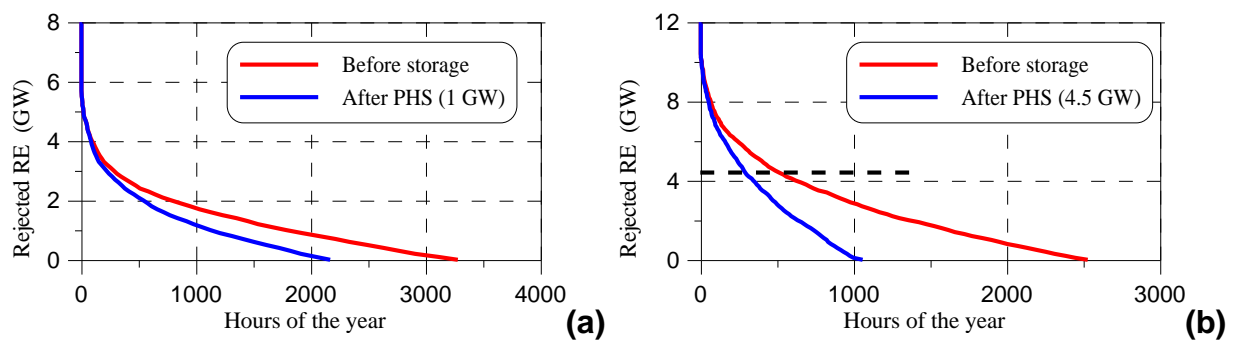 8
6
4
2
0
Rejected RE (GW)
Before storage
After PHS (1 GW)
0 1000 2000 3000 4000
Hours of the year
(a)
12
8
4
0
Rejected RE (GW)
Before storage
After PHS (4.5 GW)
0 1000 2000 3000
Hours of the year
(b)